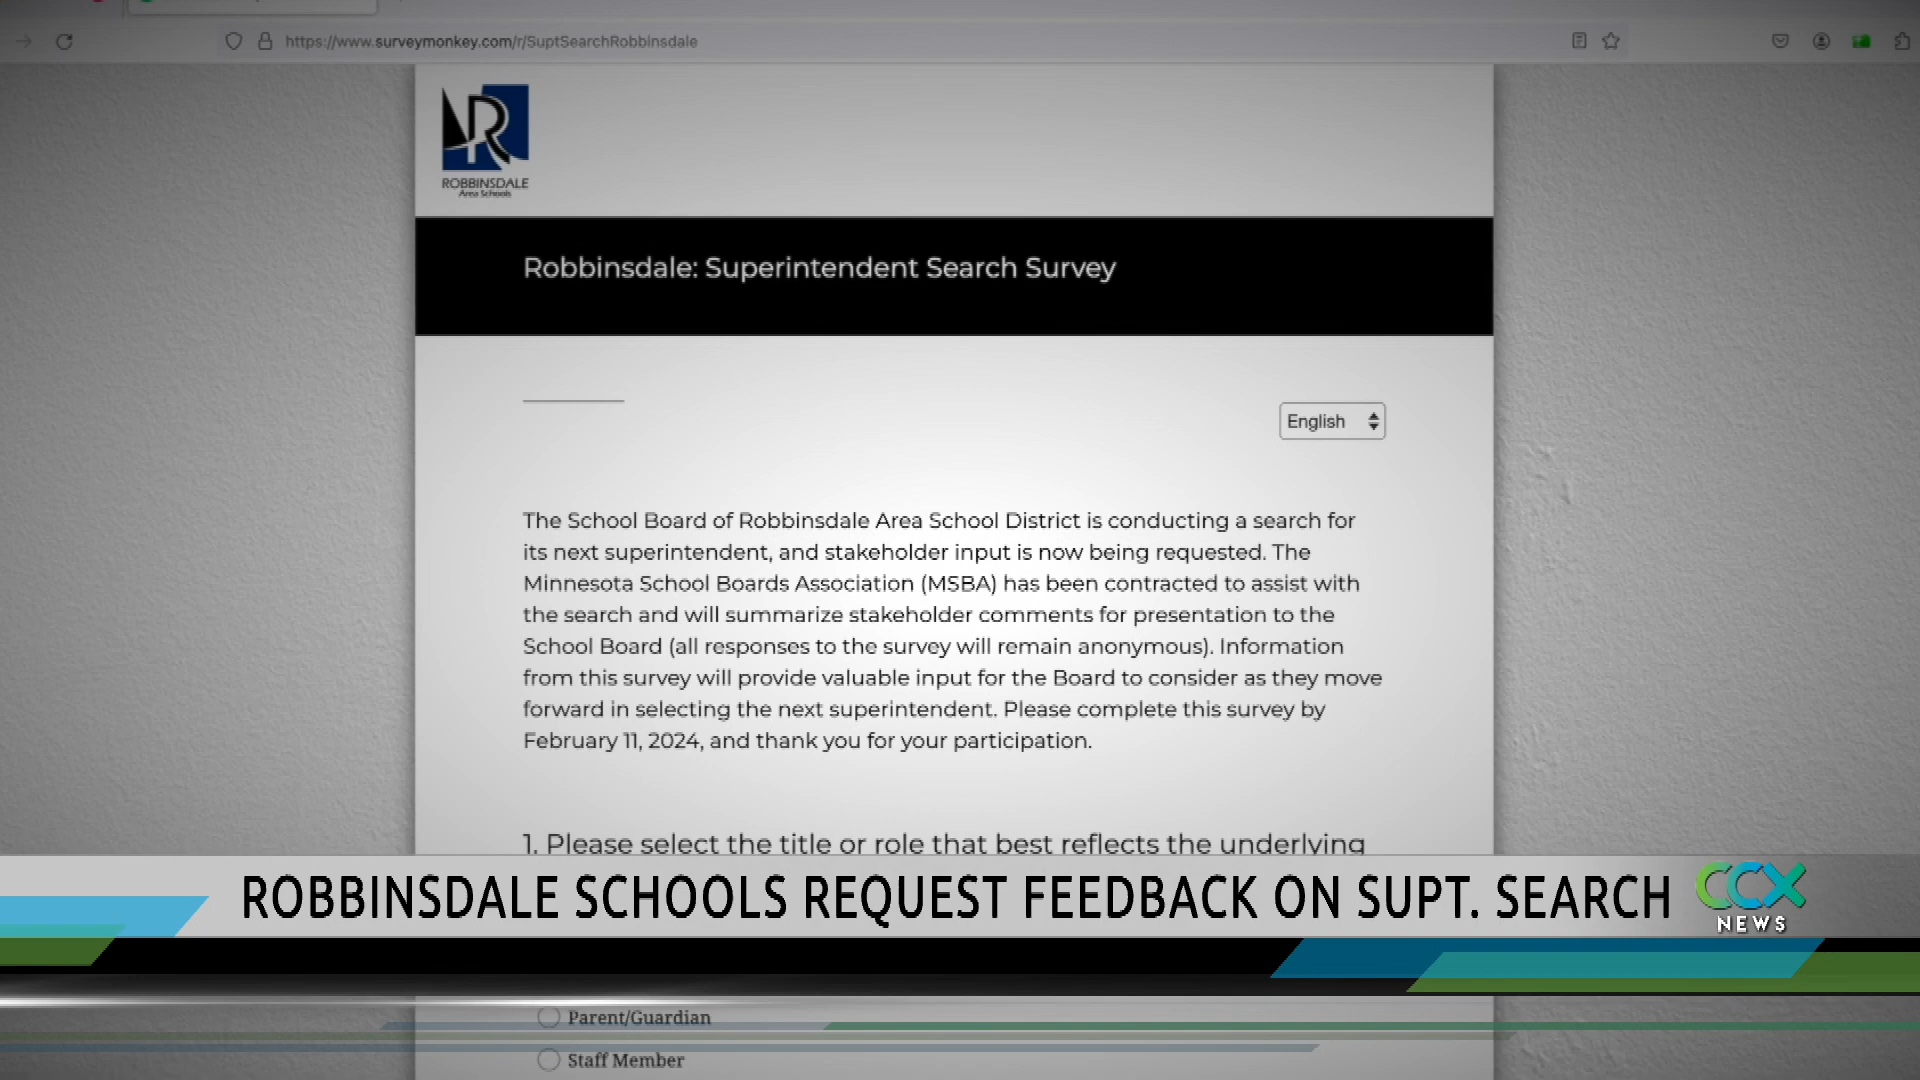 https://www.surveymonkey.com/r/SuptSearchRobbinsdale
ROBBINSDALE
Area Schools
Robbinsdale: Superintendent Search Survey
English
The School Board of Robbinsdale Area School District is conducting a search for
its next superintendent, and stakeholder input is now being requested. The
Minnesota School Boards Association (MSBA) has been contracted to assist with
the search and will summarize stakeholder comments for presentation to the
School Board (all responses to the survey will remain anonymous). Information
from this survey will provide valuable input for the Board to consider as they move
forward in selecting the next superintendent. Please complete this survey by
February 11, 2024, and thank you for your participation.
1. Please select the title or role that best reflects the underlying
ROBBINSDALE SCHOOLS REQUEST FEEDBACK ON SUPT. SEARCH
CCX
NEWS
Parent/Guardian
Staff Member